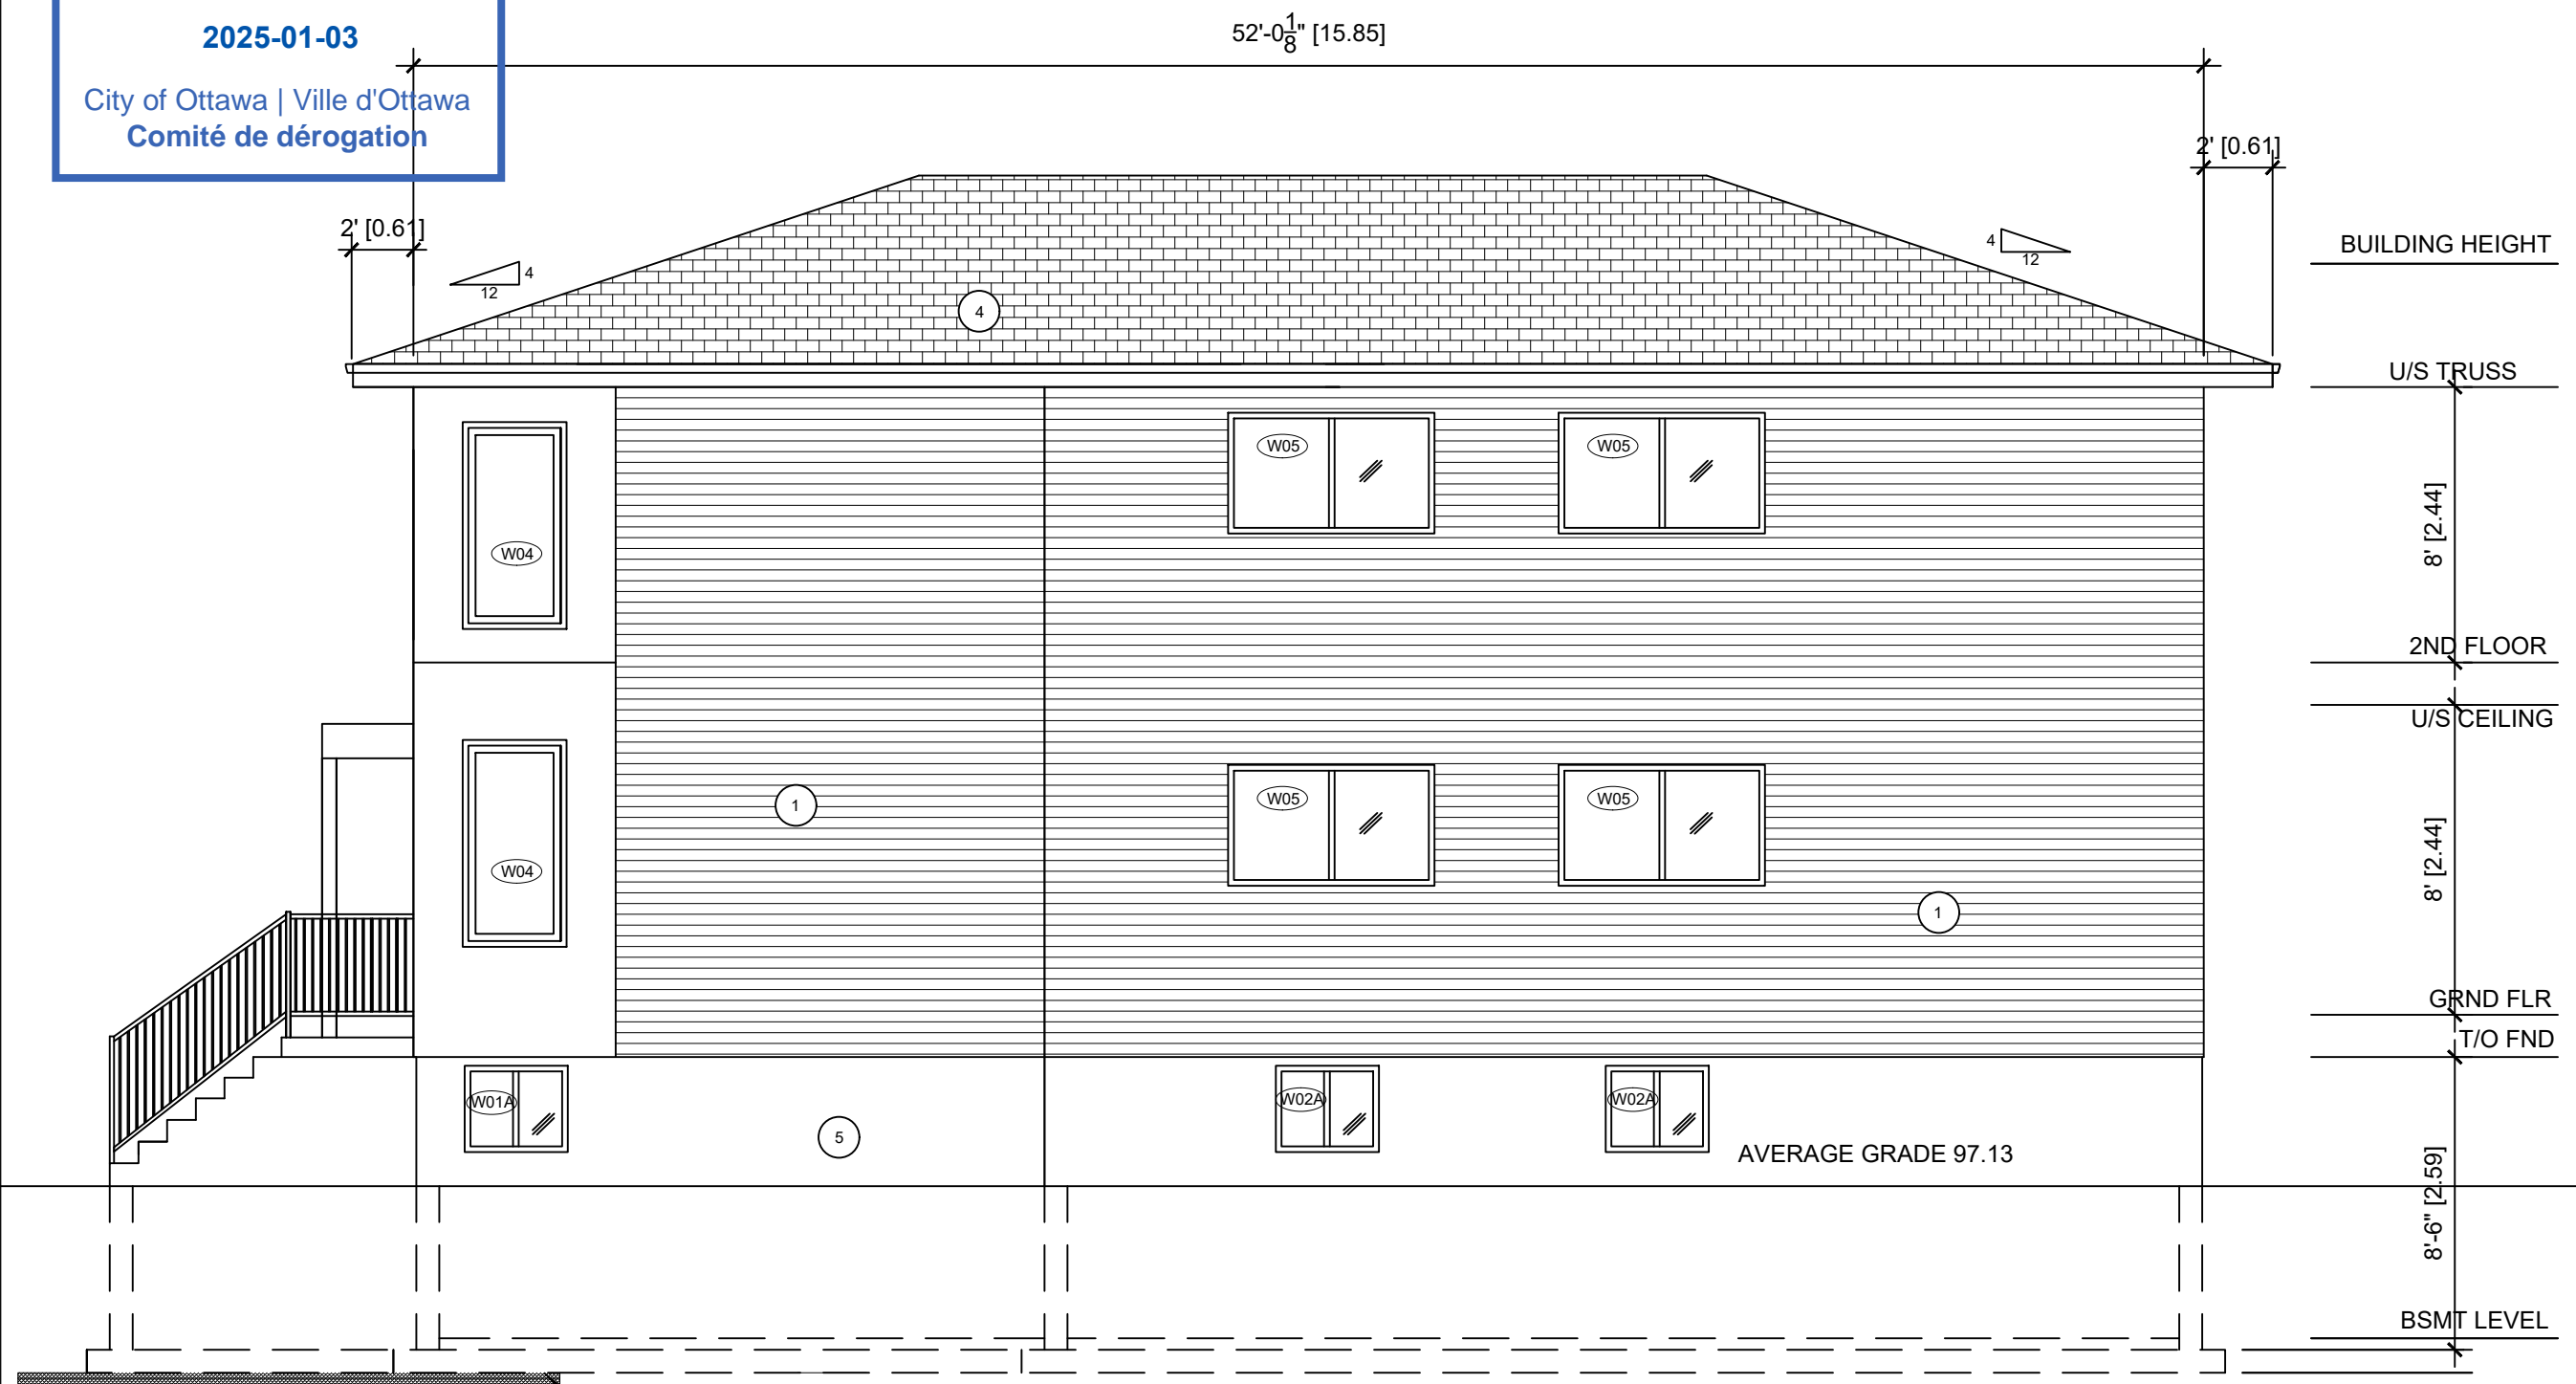 2025-01-03
City of Ottawa | Ville d'Ottawa
Comité de dérogation
52'-0 1/8" [15.85]
2' [0.61]
2' [0.61]
4
12
4
12
BUILDING HEIGHT
4
U/S TRUSS
W05
W05
8' [2.44]
W04
2ND FLOOR
U/S CEILING
W05
W05
1
8' [2.44]
W04
1
GRND FLR
T/O FND
W01A
W02A
W02A
5
AVERAGE GRADE 97.13
8'-6" [2.59]
BSMT LEVEL